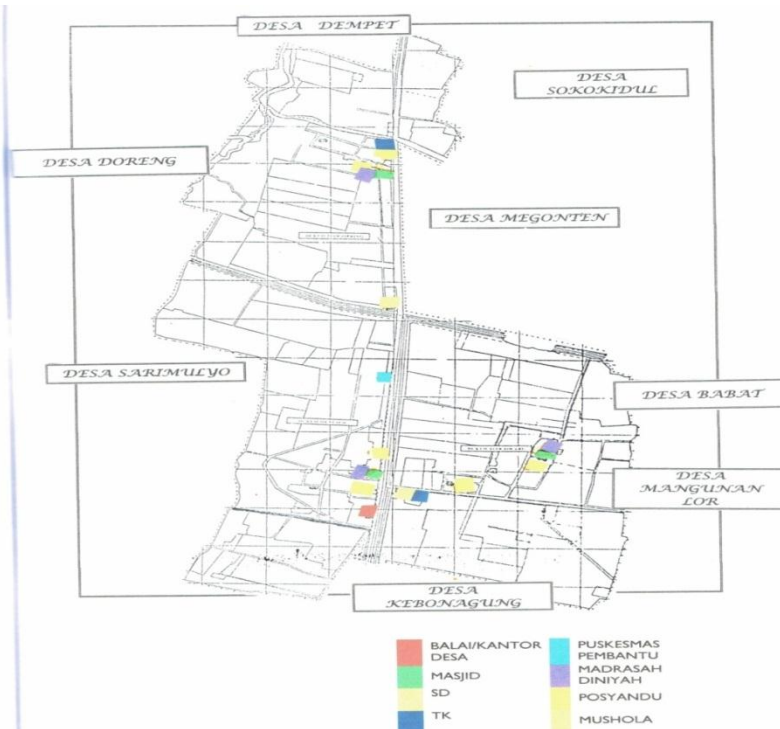 DESA DEMPET
DESA
SOKOKIDUL
DESA DORENG
DESA MEGONTEN
DESA SARIMULYO
DESA BABAT
DESA
MANGUNAN
LOR
DESA
KEBONAGUNG
BALAI/KANTOR
DESA
MASJID
SD
TK
PUSKESMAS
PEMBANTU
MADRASAH
DINIYAH
POSYANDU
MUSHOLA